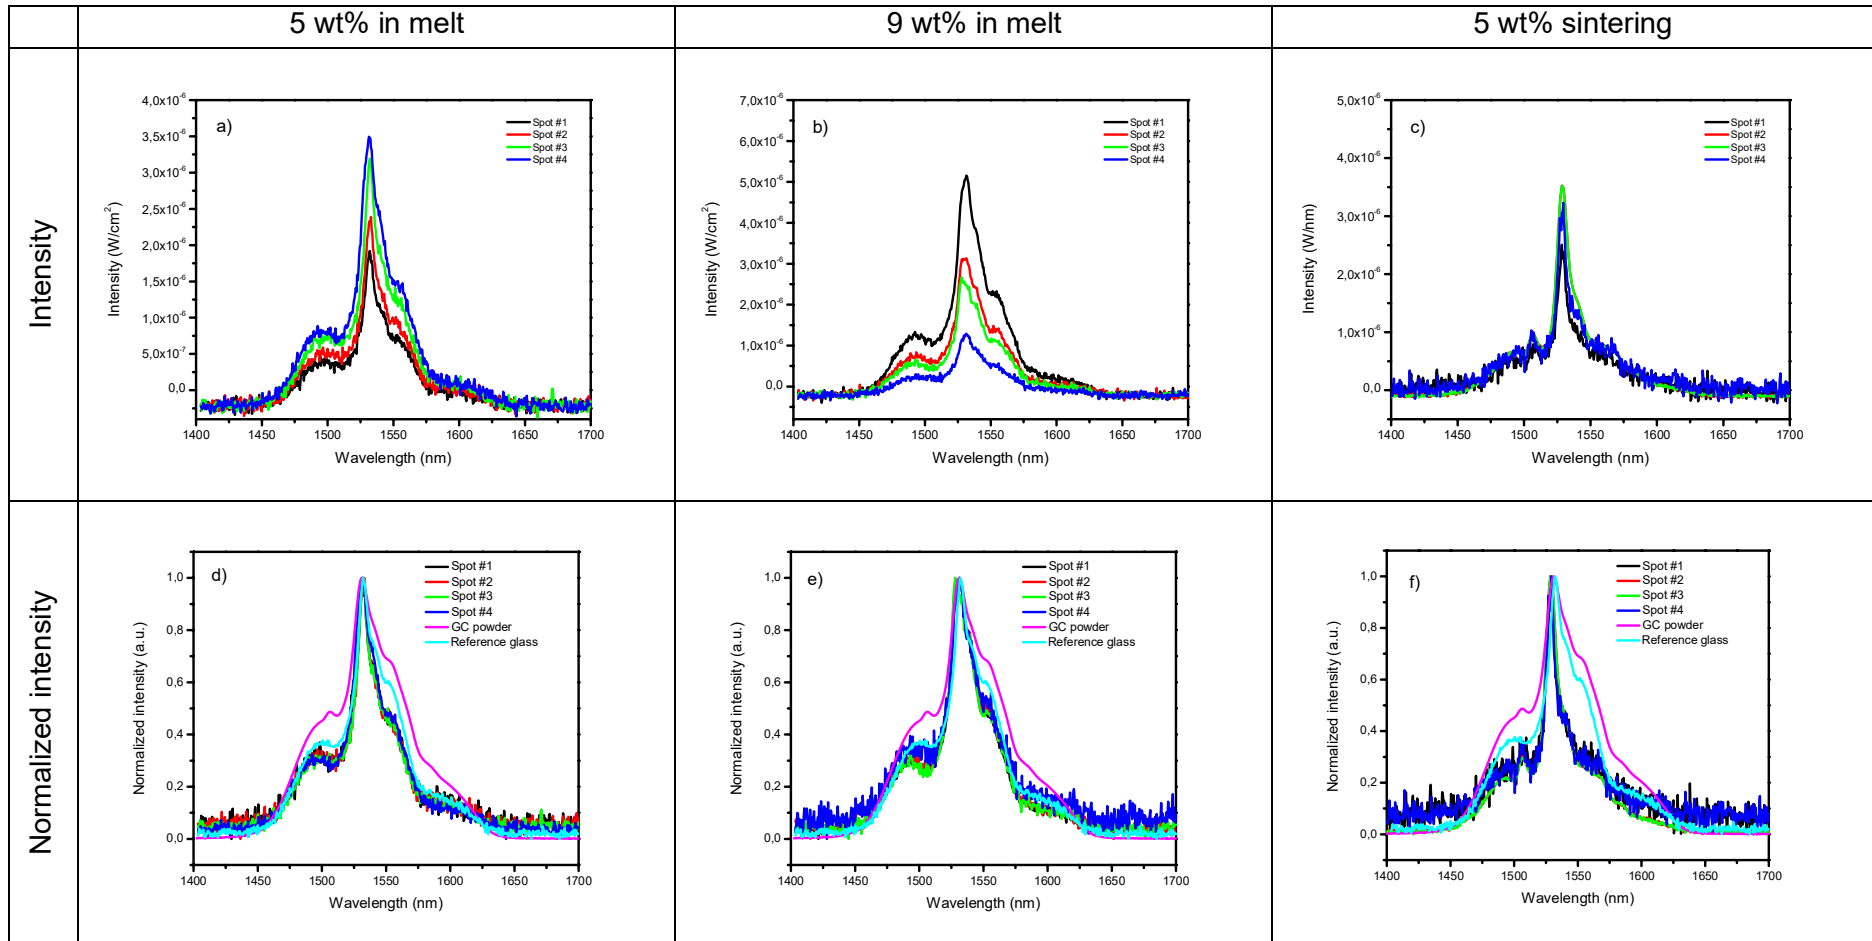 5 wt% in melt
9 wt% in melt
5 wt% sintering
Intensity
a)
Spot #1
Spot #2
Spot #3
Spot #4
4,0x10⁻⁶
3,5x10⁻⁶
3,0x10⁻⁶
2,5x10⁻⁶
2,0x10⁻⁶
1,5x10⁻⁶
1,0x10⁻⁶
5,0x10⁻⁷
0,0
Intensity (W/cm²)
1400 1450 1500 1550 1600 1650 1700
Wavelength (nm)
b)
Spot #1
Spot #2
Spot #3
Spot #4
7,0x10⁻⁶
6,0x10⁻⁶
5,0x10⁻⁶
4,0x10⁻⁶
3,0x10⁻⁶
2,0x10⁻⁶
1,0x10⁻⁶
0,0
Intensity (W/cm²)
1400 1450 1500 1550 1600 1650 1700
Wavelength (nm)
c)
Spot #1
Spot #2
Spot #3
Spot #4
5,0x10⁻⁶
4,0x10⁻⁶
3,0x10⁻⁶
2,0x10⁻⁶
1,0x10⁻⁶
0,0
Intensity (W/nm)
1400 1450 1500 1550 1600 1650 1700
Wavelength (nm)
Normalized intensity
d)
Spot #1
Spot #2
Spot #3
Spot #4
GC powder
Reference glass
1,0
0,8
0,6
0,4
0,2
0,0
Normalized intensity (a.u.)
1400 1450 1500 1550 1600 1650 1700
Wavelength (nm)
e)
Spot #1
Spot #2
Spot #3
Spot #4
GC powder
Reference glass
1,0
0,8
0,6
0,4
0,2
0,0
Normalized intensity (a.u.)
1400 1450 1500 1550 1600 1650 1700
Wavelength (nm)
f)
Spot #1
Spot #2
Spot #3
Spot #4
GC powder
Reference glass
1,0
0,8
0,6
0,4
0,2
0,0
Normalized intensity (a.u.)
1400 1450 1500 1550 1600 1650 1700
Wavelength (nm)